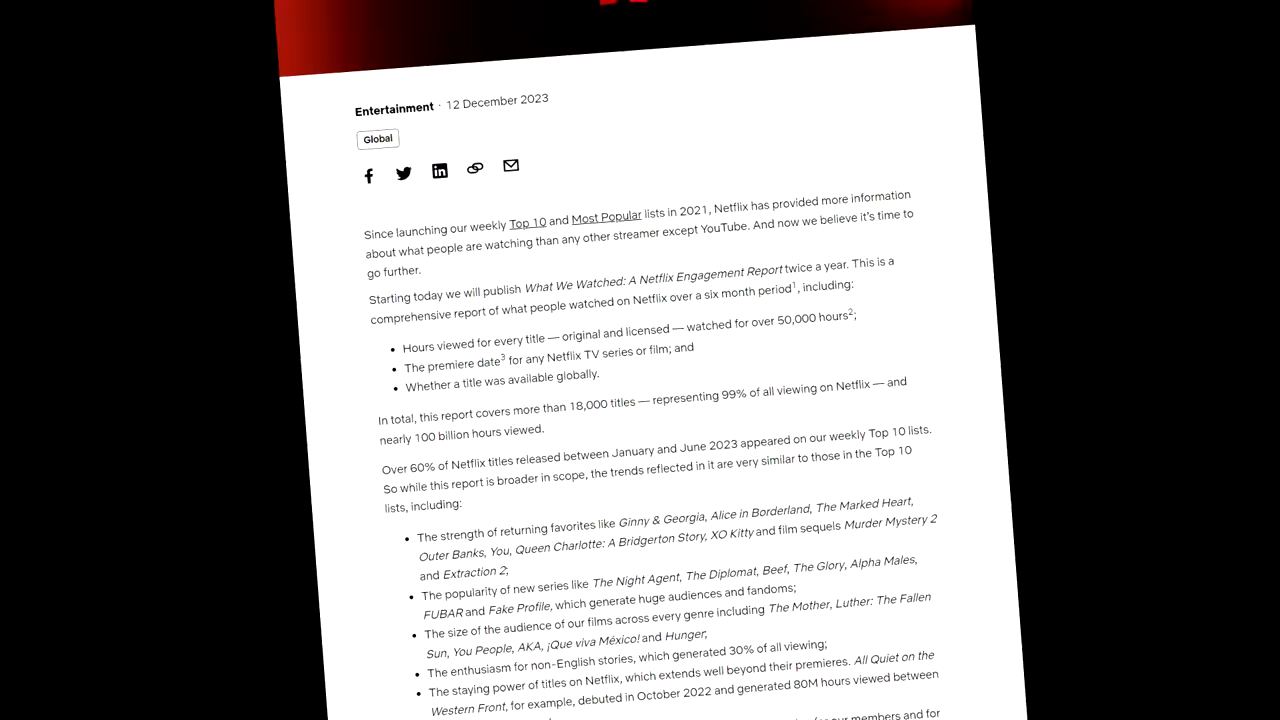 Entertainment · 12 December 2023
Global
Since launching our weekly Top 10 and Most Popular lists in 2021, Netflix has provided more information
about what people are watching than any other streamer except YouTube. And now we believe it's time to
go further.
Starting today we will publish What We Watched: A Netflix Engagement Report twice a year. This is a
comprehensive report of what people watched on Netflix over a six month period¹, including:
• Hours viewed for every title — original and licensed — watched for over 50,000 hours²;
• The premiere date³ for any Netflix TV series or film; and
• Whether a title was available globally.
In total, this report covers more than 18,000 titles — representing 99% of all viewing on Netflix — and
nearly 100 billion hours viewed.
Over 60% of Netflix titles released between January and June 2023 appeared on our weekly Top 10 lists.
So while this report is broader in scope, the trends reflected in it are very similar to those in the Top 10
lists, including:
• The strength of returning favorites like Ginny & Georgia, Alice in Borderland, The Marked Heart,
Outer Banks, You, Queen Charlotte: A Bridgerton Story, XO Kitty and film sequels Murder Mystery 2
and Extraction 2;
• The popularity of new series like The Night Agent, The Diplomat, Beef, The Glory, Alpha Males,
FUBAR and Fake Profile, which generate huge audiences and fandoms;
• The size of the audience of our films across every genre including The Mother, Luther: The Fallen
Sun, You People, AKA, ¡Que viva México! and Hunger;
• The enthusiasm for non-English stories, which generated 30% of all viewing;
• The staying power of titles on Netflix, which extends well beyond their premieres. All Quiet on the
Western Front, for example, debuted in October 2022 and generated 80M hours viewed between
our members and for